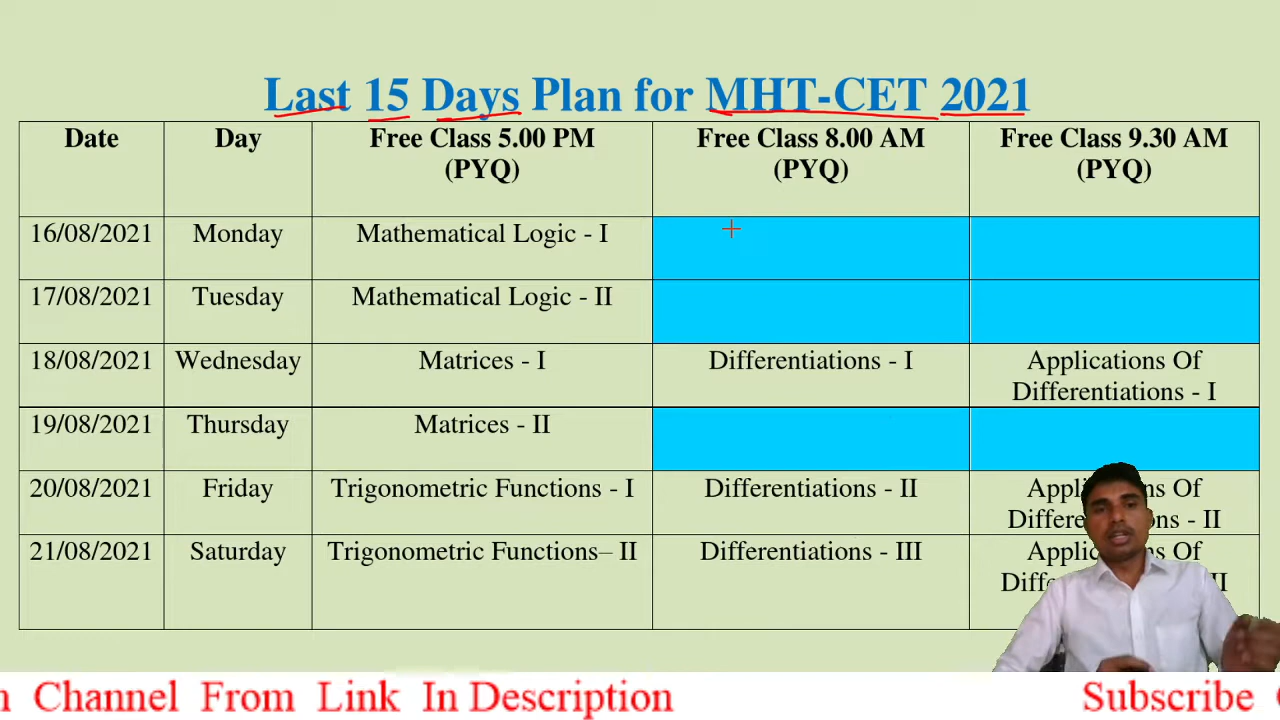 Last 15 Days Plan for MHT-CET 2021
Date Day Free Class 5.00 PM (PYQ) Free Class 8.00 AM (PYQ) Free Class 9.30 AM (PYQ)
16/08/2021 Monday Mathematical Logic - I
17/08/2021 Tuesday Mathematical Logic - II
18/08/2021 Wednesday Matrices - I Differentiations - I Applications Of Differentiations - I
19/08/2021 Thursday Matrices - II
20/08/2021 Friday Trigonometric Functions - I Differentiations - II Of - II
21/08/2021 Saturday Trigonometric Functions– II Differentiations - III Of
Channel From Link In Description Subscribe